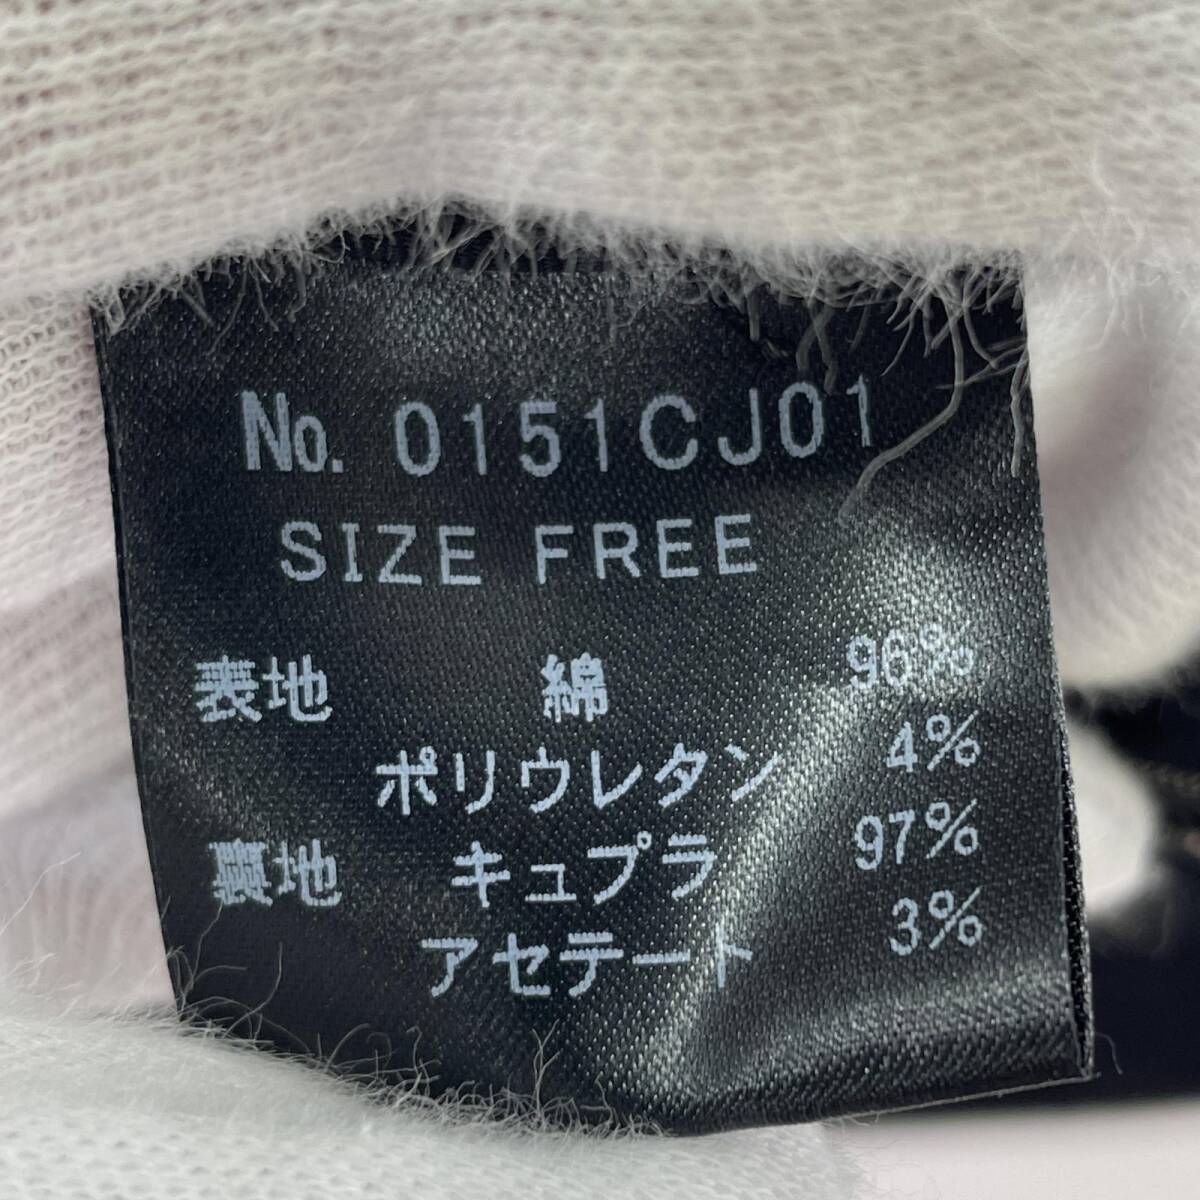 No. 0151CJ01
SIZE FREE
表地 綿 96%
ポリウレタン 4%
裏地 キュプラ 97%
アセテート 3%